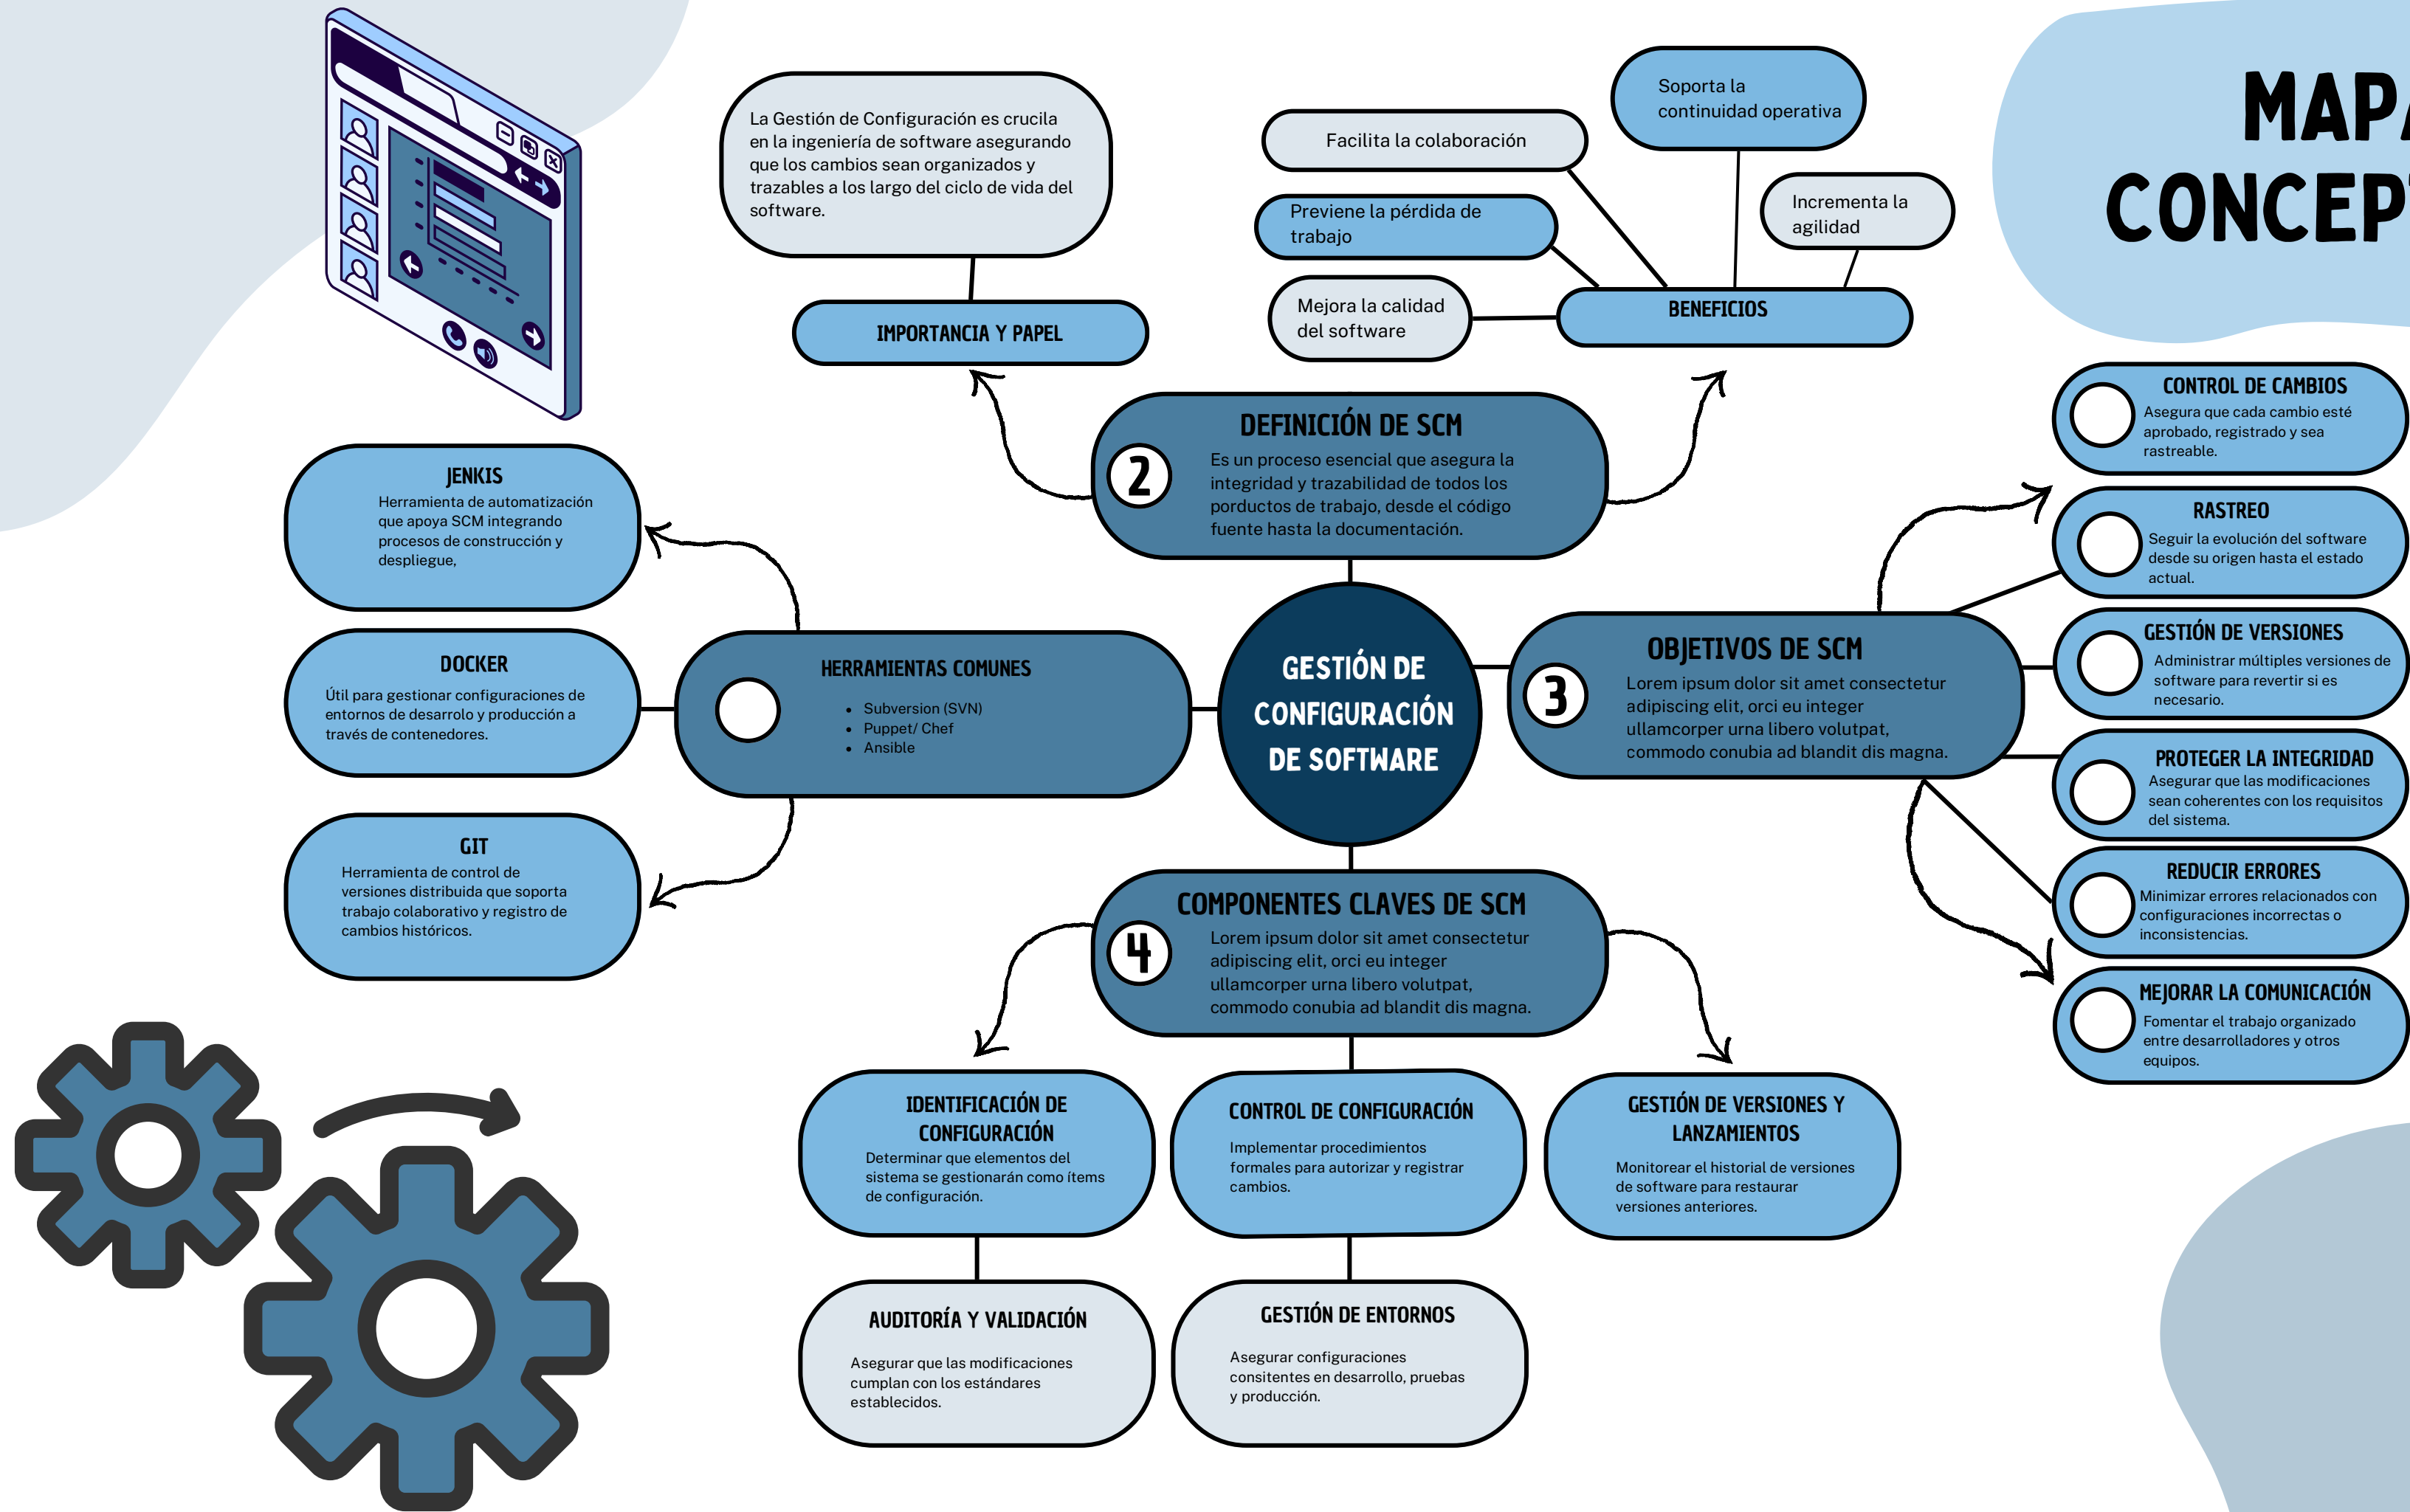 MAPA
CONCEPT
La Gestión de Configuración es crucila
en la ingeniería de software asegurando
que los cambios sean organizados y
trazables a los largo del ciclo de vida del
software.
IMPORTANCIA Y PAPEL
Soporta la
continuidad operativa
Facilita la colaboración
Incrementa la
agilidad
Previene la pérdida de
trabajo
Mejora la calidad
del software
BENEFICIOS
2
DEFINICIÓN DE SCM
Es un proceso esencial que asegura la
integridad y trazabilidad de todos los
porductos de trabajo, desde el código
fuente hasta la documentación.
JENKIS
Herramienta de automatización
que apoya SCM integrando
procesos de construcción y
despliegue,
DOCKER
Útil para gestionar configuraciones de
entornos de desarrolo y producción a
través de contenedores.
GIT
Herramienta de control de
versiones distribuida que soporta
trabajo colaborativo y registro de
cambios históricos.
HERRAMIENTAS COMUNES
• Subversion (SVN)
• Puppet/ Chef
• Ansible
GESTIÓN DE
CONFIGURACIÓN
DE SOFTWARE
3
OBJETIVOS DE SCM
Lorem ipsum dolor sit amet consectetur
adipiscing elit, orci eu integer
ullamcorper urna libero volutpat,
commodo conubia ad blandit dis magna.
CONTROL DE CAMBIOS
Asegura que cada cambio esté
aprobado, registrado y sea
rastreable.
RASTREO
Seguir la evolución del software
desde su origen hasta el estado
actual.
GESTIÓN DE VERSIONES
Administrar múltiples versiones de
software para revertir si es
necesario.
PROTEGER LA INTEGRIDAD
Asegurar que las modificaciones
sean coherentes con los requisitos
del sistema.
REDUCIR ERRORES
Minimizar errores relacionados con
configuraciones incorrectas o
inconsistencias.
MEJORAR LA COMUNICACIÓN
Fomentar el trabajo organizado
entre desarrolladores y otros
equipos.
4
COMPONENTES CLAVES DE SCM
Lorem ipsum dolor sit amet consectetur
adipiscing elit, orci eu integer
ullamcorper urna libero volutpat,
commodo conubia ad blandit dis magna.
IDENTIFICACIÓN DE
CONFIGURACIÓN
Determinar que elementos del
sistema se gestionarán como ítems
de configuración.
CONTROL DE CONFIGURACIÓN
Implementar procedimientos
formales para autorizar y registrar
cambios.
GESTIÓN DE VERSIONES Y
LANZAMIENTOS
Monitorear el historial de versiones
de software para restaurar
versiones anteriores.
AUDITORÍA Y VALIDACIÓN
Asegurar que las modificaciones
cumplan con los estándares
establecidos.
GESTIÓN DE ENTORNOS
Asegurar configuraciones
consitentes en desarrollo, pruebas
y producción.